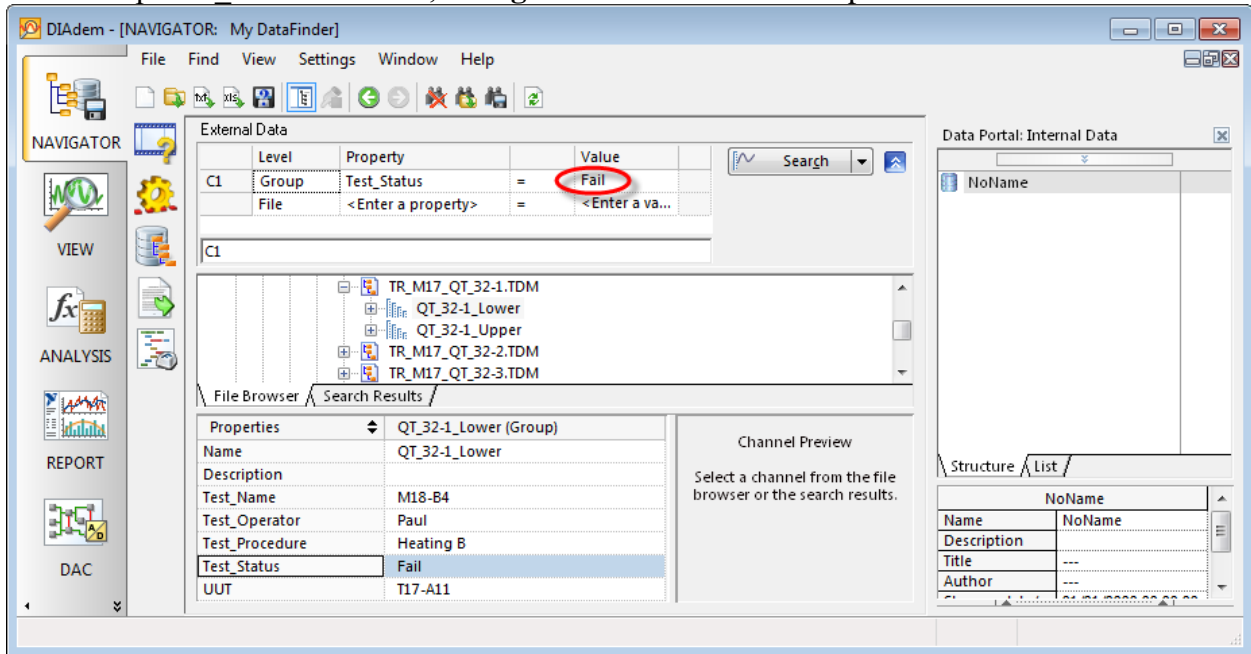 DIAdem - [NAVIGATOR: My DataFinder]
File Find View Settings Window Help
NAVIGATOR
VIEW
ANALYSIS
REPORT
DAC
External Data
Level Property Value
C1 Group Test_Status = Fail
File <Enter a property> = <Enter a va...
Search
C1
TR_M17_QT_32-1.TDM
QT_32-1_Lower
QT_32-1_Upper
TR_M17_QT_32-2.TDM
TR_M17_QT_32-3.TDM
File Browser Search Results
Properties QT_32-1_Lower (Group)
Name QT_32-1_Lower
Description
Test_Name M18-B4
Test_Operator Paul
Test_Procedure Heating B
Test_Status Fail
UUT T17-A11
Channel Preview
Select a channel from the file
browser or the search results.
Data Portal: Internal Data
NoName
Structure List
NoName
Name NoName
Description
Title ---
Author ---